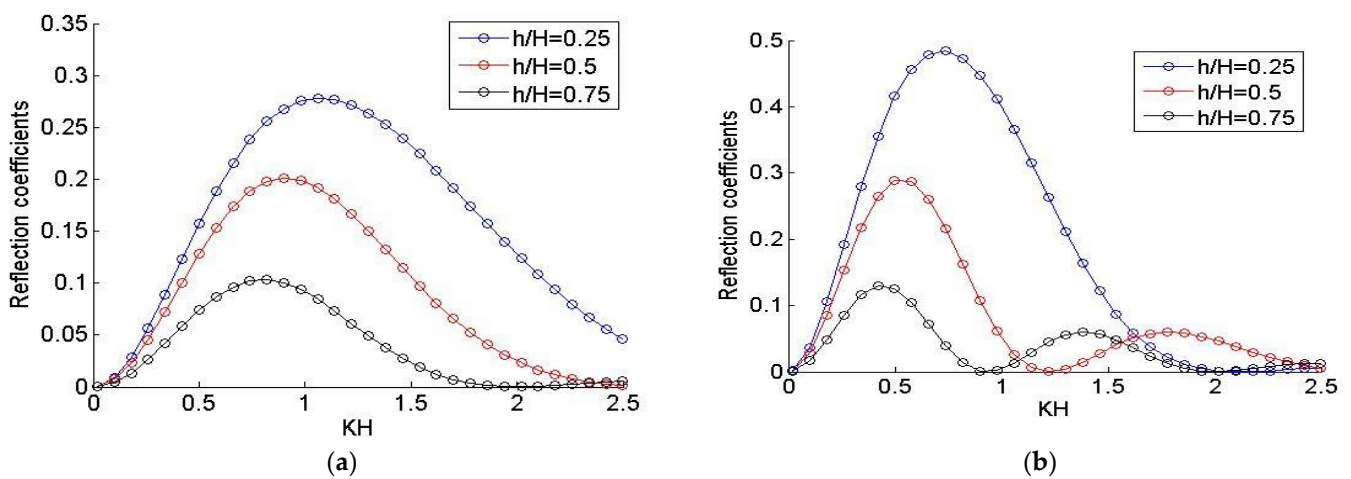 0.35
0.3
0.25
0.2
0.15
0.1
0.05
0
0 0.5 1 1.5 2 2.5
Reflection coefficients
KH
h/H=0.25
h/H=0.5
h/H=0.75
(a)
0.5
0.4
0.3
0.2
0.1
0
0 0.5 1 1.5 2 2.5
Reflection coefficients
KH
h/H=0.25
h/H=0.5
h/H=0.75
(b)